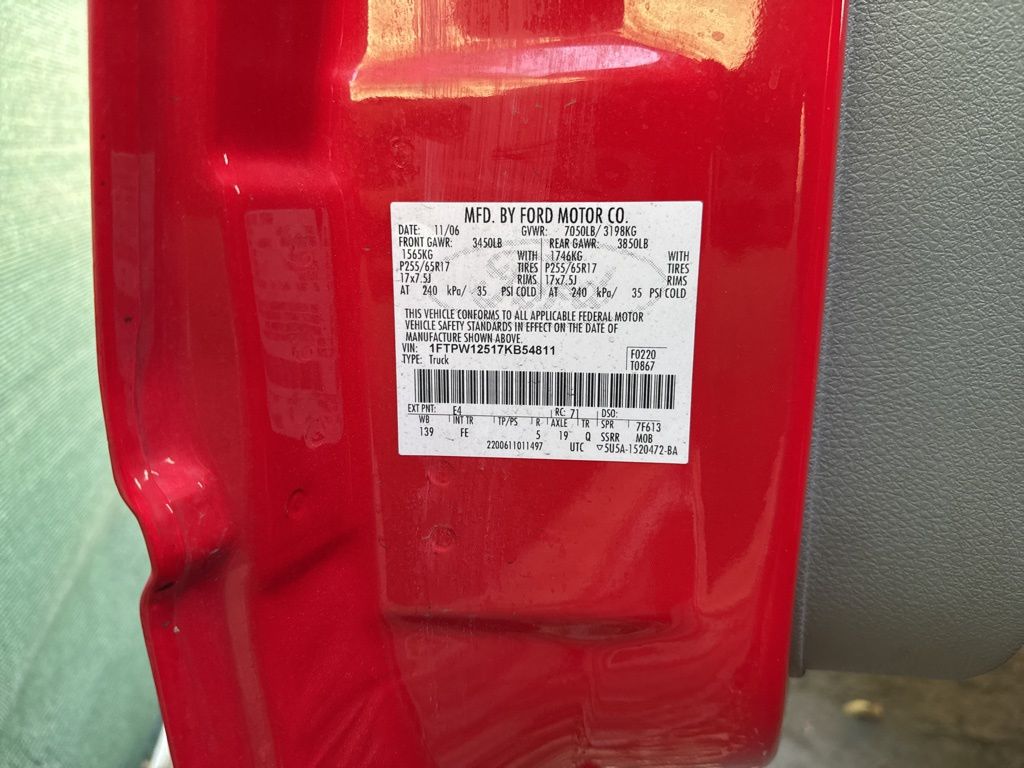 MFD. BY FORD MOTOR CO.
DATE: 11/06 GVWR: 7050LB/ 3198KG
FRONT GAWR: 3450LB REAR GAWR: 3850LB
1565KG WITH 1746KG WITH
P255/65R17 TIRES P255/65R17 TIRES
17x7.5J RIMS 17x7.5J RIMS
AT 240 kPa/ 35 PSI COLD AT 240 kPa/ 35 PSI COLD
THIS VEHICLE CONFORMS TO ALL APPLICABLE FEDERAL MOTOR
VEHICLE SAFETY STANDARDS IN EFFECT ON THE DATE OF
MANUFACTURE SHOWN ABOVE.
VIN: 1FTPW12517KB54811 F0220
TYPE: Truck T0867
EXT PNT: E4 RC: 71 DSO:
WB INT TR TP/PS R AXLE TR SPR 7F613
139 FE 5 19 Q SSRR MOB
2200611011497 UTC ▽5U5A-1520472-BA